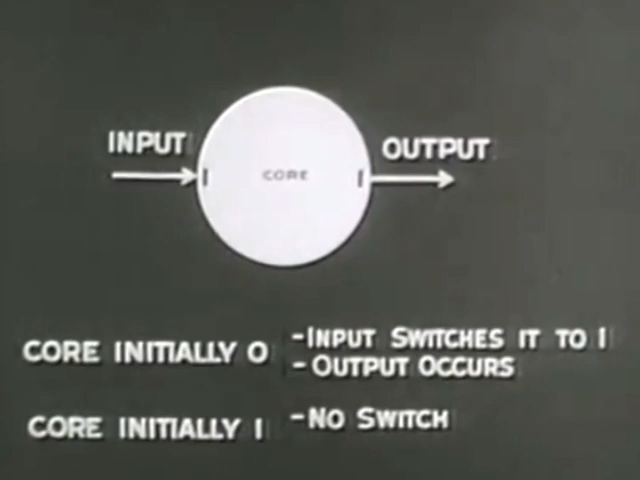 INPUT
OUTPUT
I CORE I
CORE INITIALLY 0
-INPUT SWITCHES IT TO 1
-OUTPUT OCCURS
CORE INITIALLY 1
-NO SWITCH